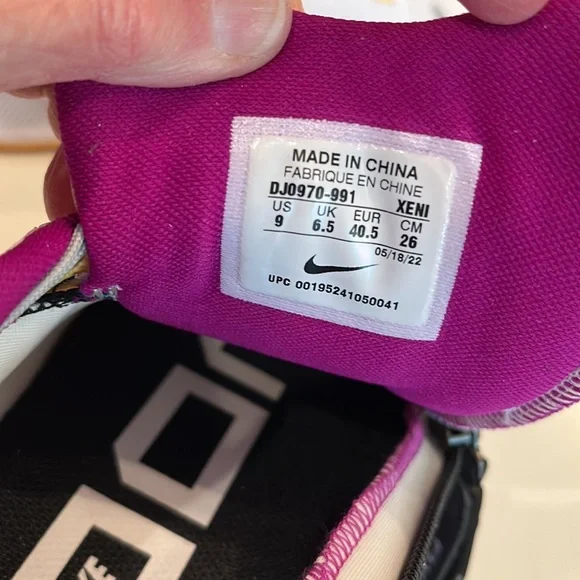 MADE IN CHINA
FABRIQUE EN CHINE
DJ0970-991 XENI
US UK EUR CM
9 6.5 40.5 26
05/18/22
UPC 00195241050041